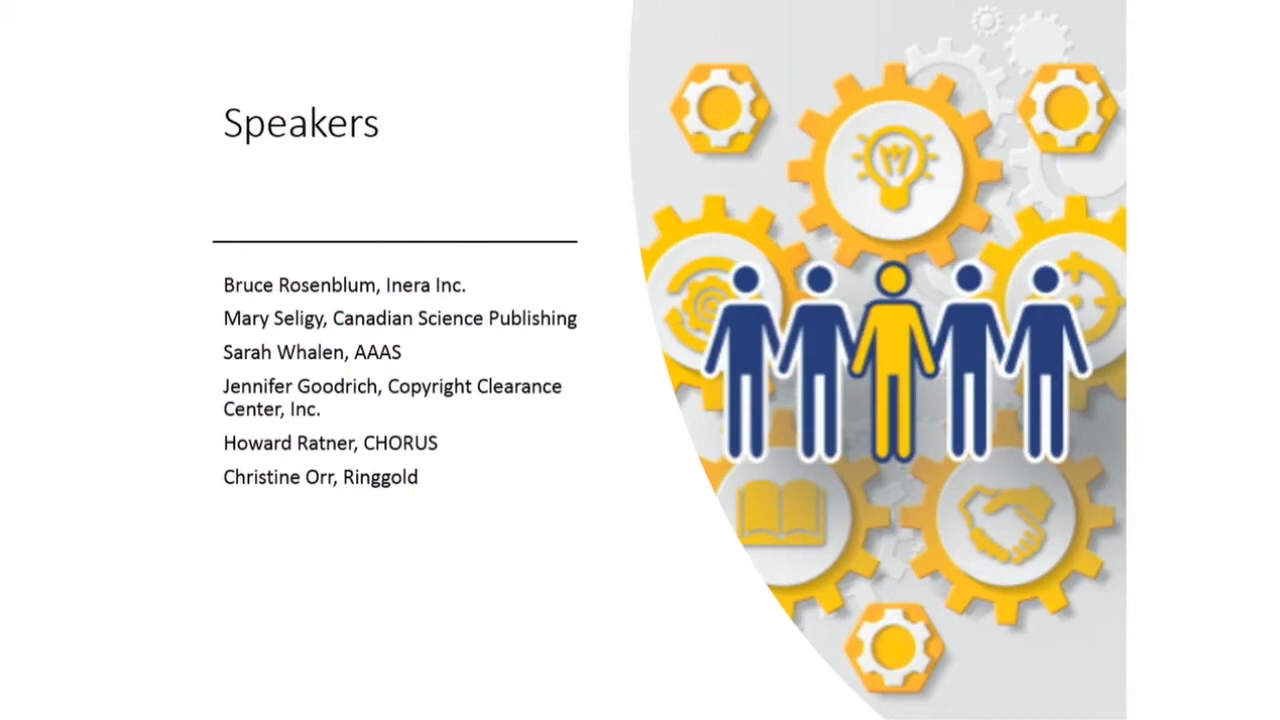 Speakers
Bruce Rosenblum, Inera Inc.
Mary Seligy, Canadian Science Publishing
Sarah Whalen, AAAS
Jennifer Goodrich, Copyright Clearance
Center, Inc.
Howard Ratner, CHORUS
Christine Orr, Ringgold